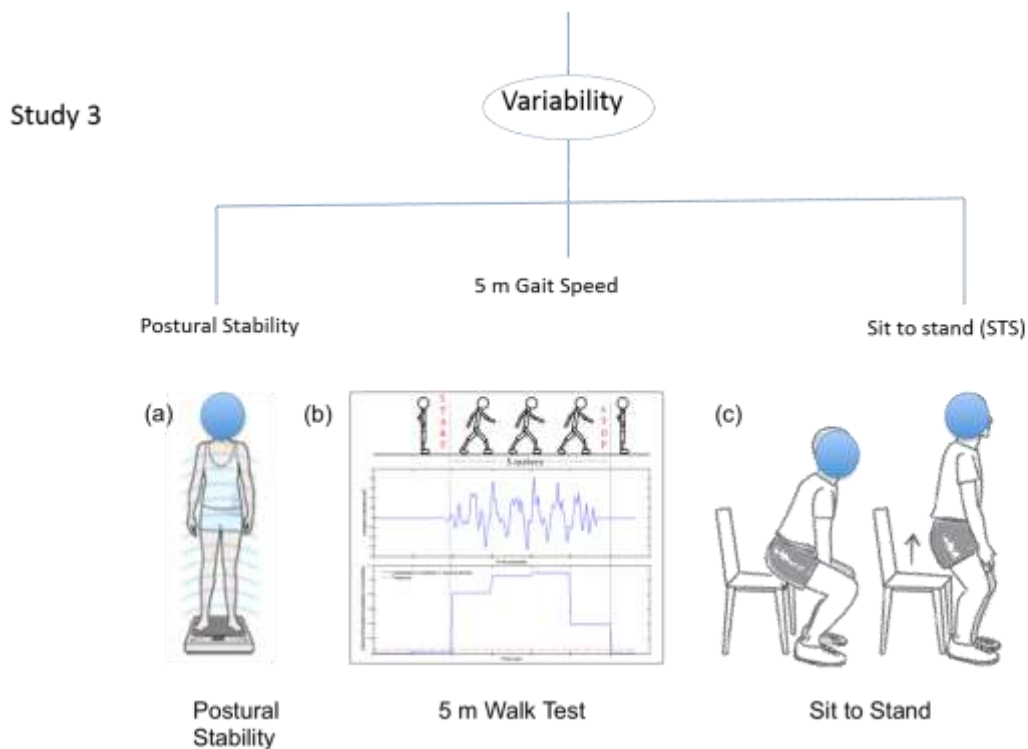 Study 3
Variability
5 m Gait Speed
Postural Stability
Sit to stand (STS)
(a)
(b)
(c)
START
STOP
5 meters
Postural
Stability
5 m Walk Test
Sit to Stand